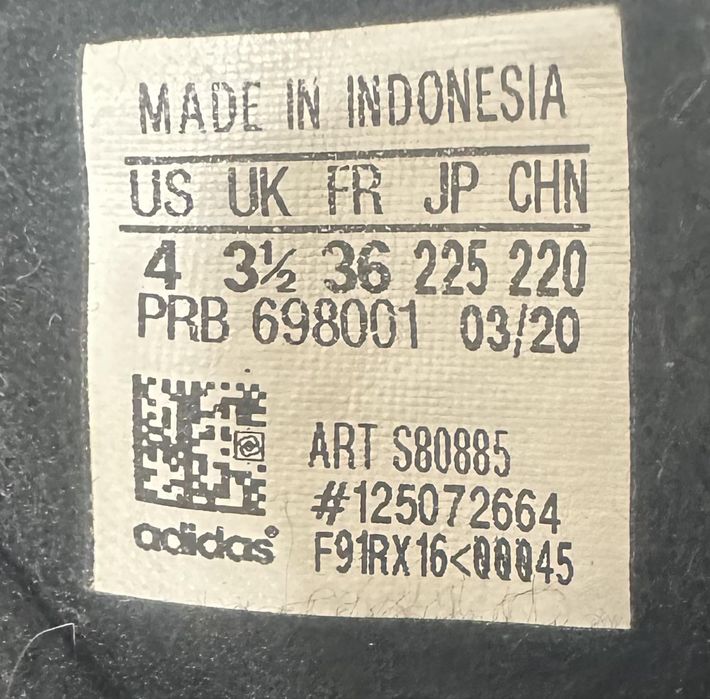 MADE IN INDONESIA
US UK FR JP CHN
4 3½ 36 225 220
PRB 698001 03/20
ART S80885
#125072664
adidas®
F91RX16<00045